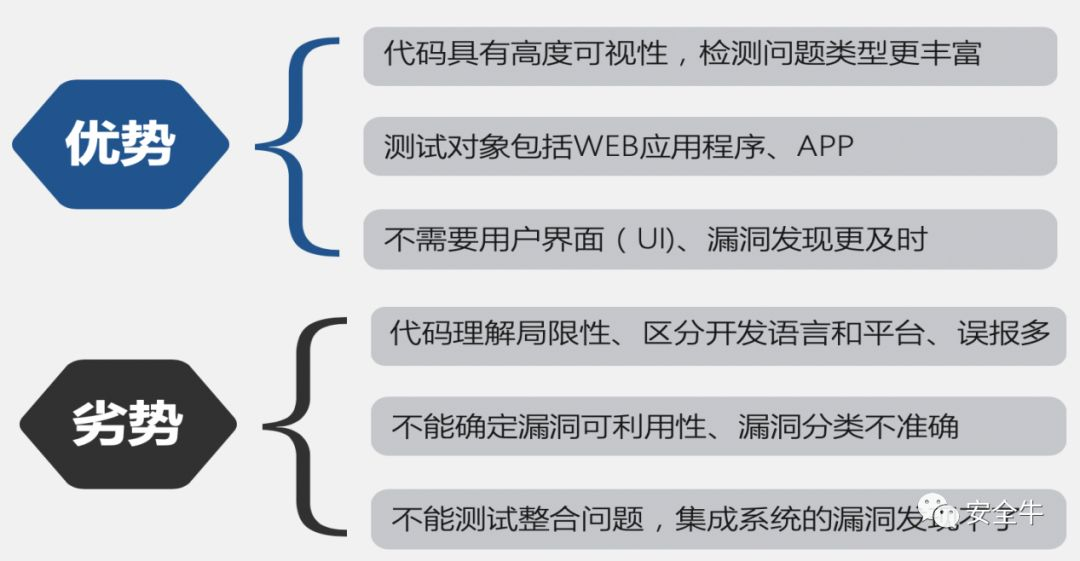 优势
代码具有高度可视性，检测问题类型更丰富
测试对象包括WEB应用程序、APP
不需要用户界面（UI)、漏洞发现更及时
劣势
代码理解局限性、区分开发语言和平台、误报多
不能确定漏洞可利用性、漏洞分类不准确
不能测试整合问题，集成系统的漏洞发现不了
安全牛